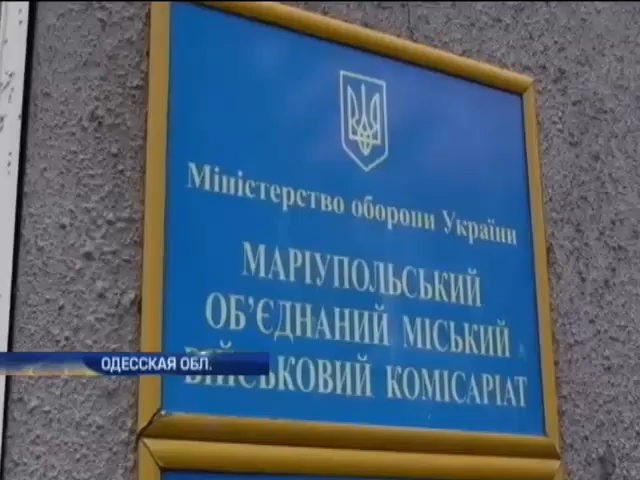 Міністерство оборони України
МАРІУПОЛЬСЬКИЙ
ОБ'ЄДНАНИЙ МІСЬКИЙ
ВІЙСЬКОВИЙ КОМІСАРІАТ
ОДЕССКАЯ ОБЛ.